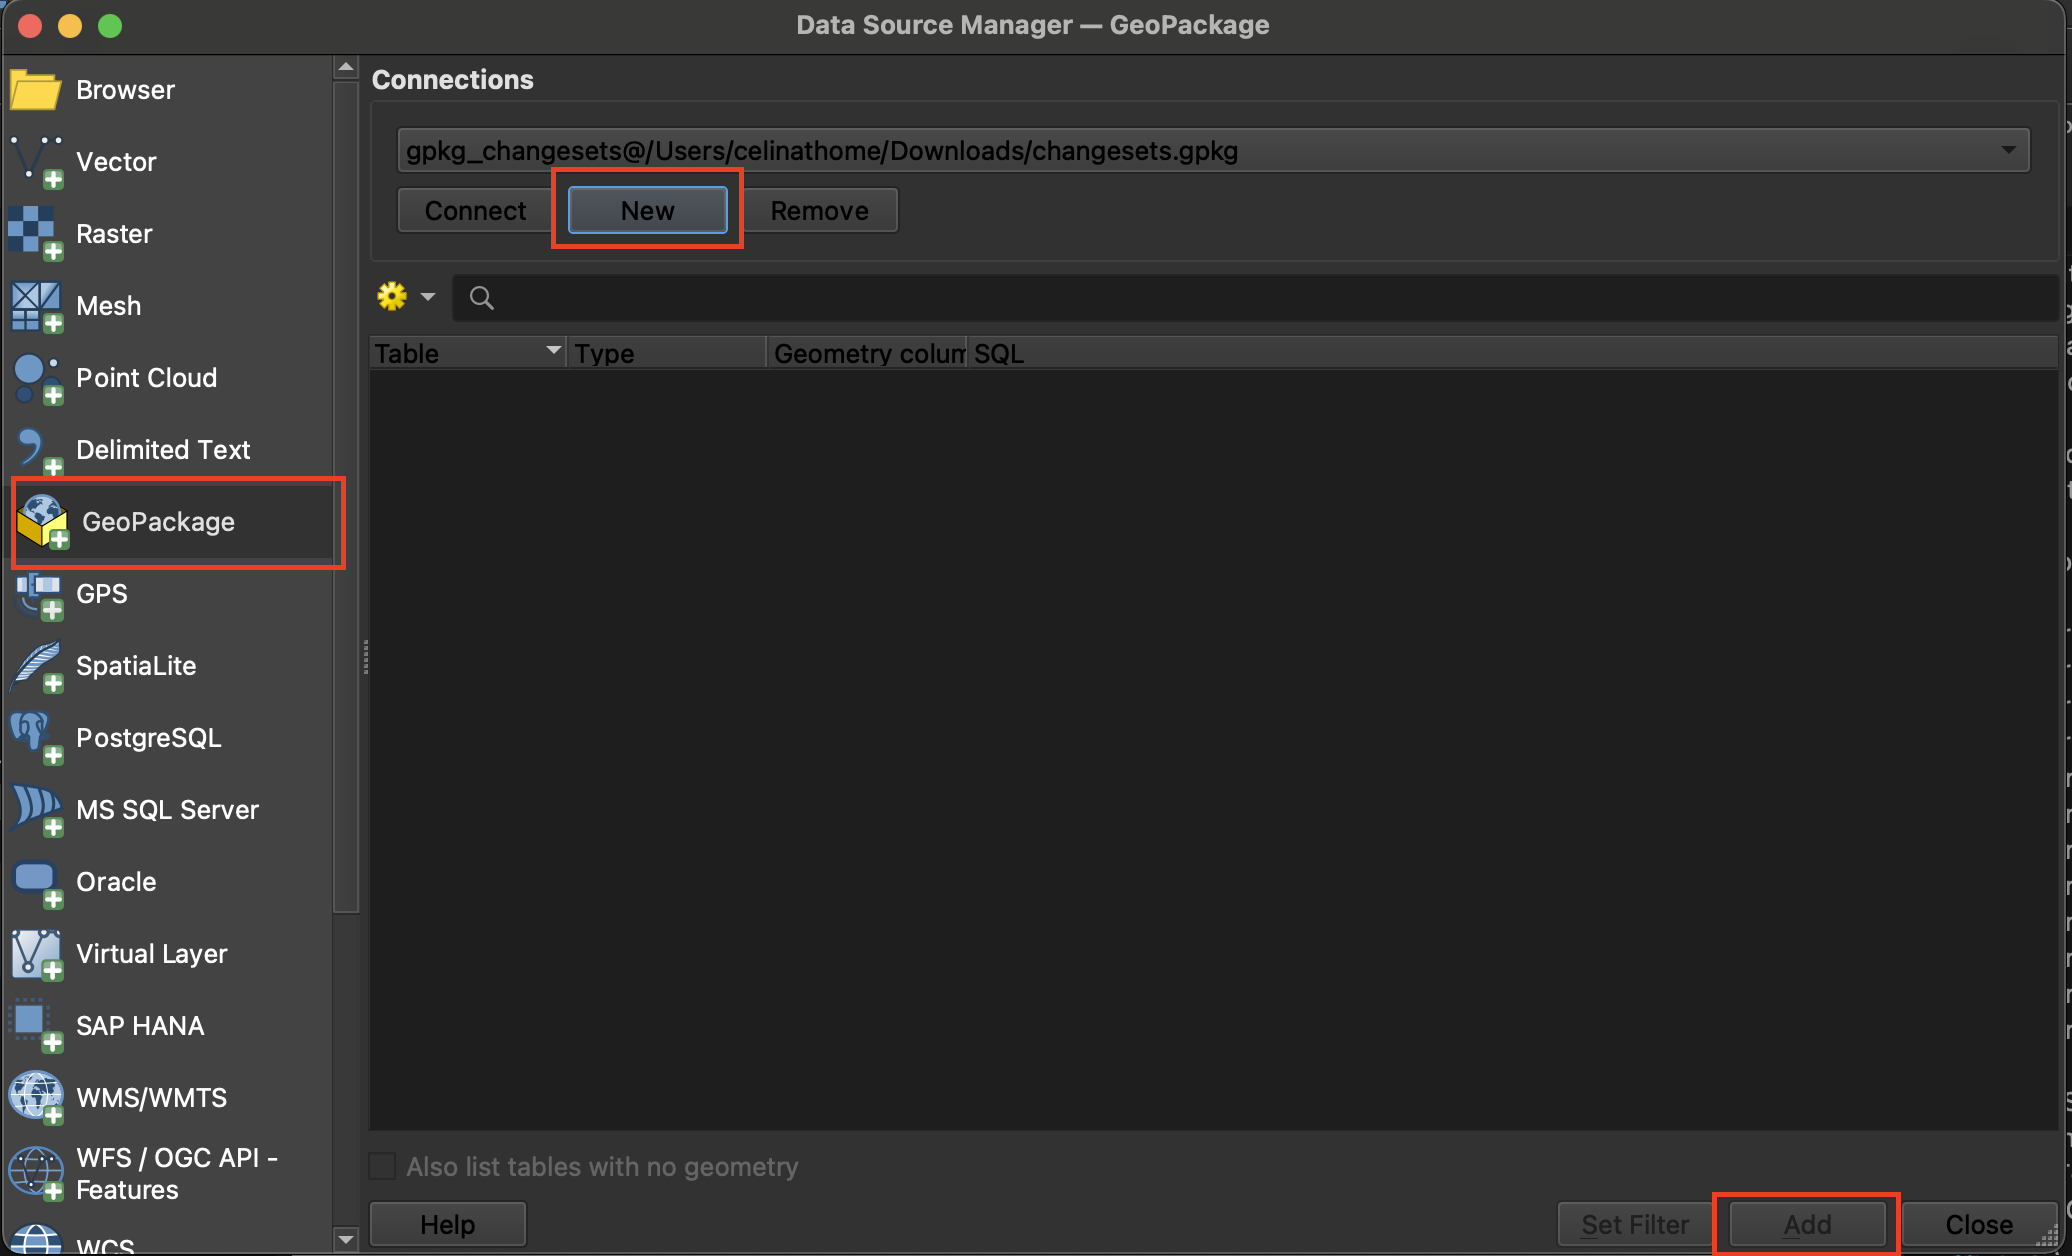 Data Source Manager — GeoPackage
Browser
Vector
Raster
Mesh
Point Cloud
Delimited Text
GeoPackage
GPS
SpatiaLite
PostgreSQL
MS SQL Server
Oracle
Virtual Layer
SAP HANA
WMS/WMTS
WFS / OGC API -
Features
WCS
Connections
gpkg_changesets@/Users/celinathome/Downloads/changesets.gpkg
Connect New Remove
Table Type Geometry colum SQL
Also list tables with no geometry
Help Set Filter Add Close